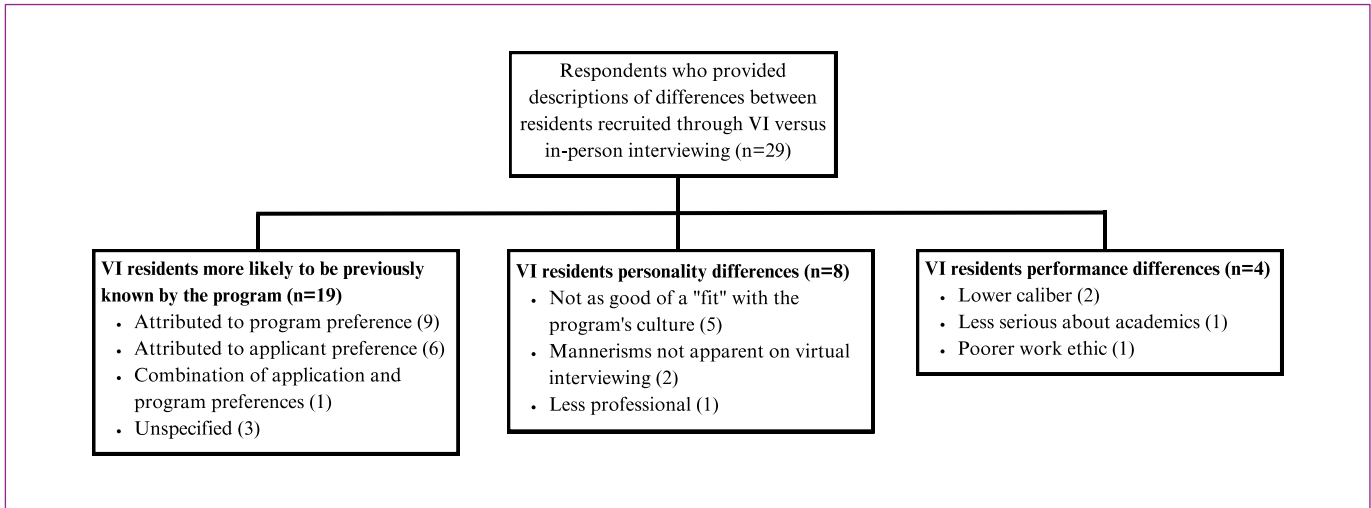 Respondents who provided
descriptions of differences between
residents recruited through VI versus
in-person interviewing (n=29)
VI residents more likely to be previously
known by the program (n=19)
• Attributed to program preference (9)
• Attributed to applicant preference (6)
• Combination of application and
program preferences (1)
• Unspecified (3)
VI residents personality differences (n=8)
• Not as good of a "fit" with the
program's culture (5)
• Mannerisms not apparent on virtual
interviewing (2)
• Less professional (1)
VI residents performance differences (n=4)
• Lower caliber (2)
• Less serious about academics (1)
• Poorer work ethic (1)